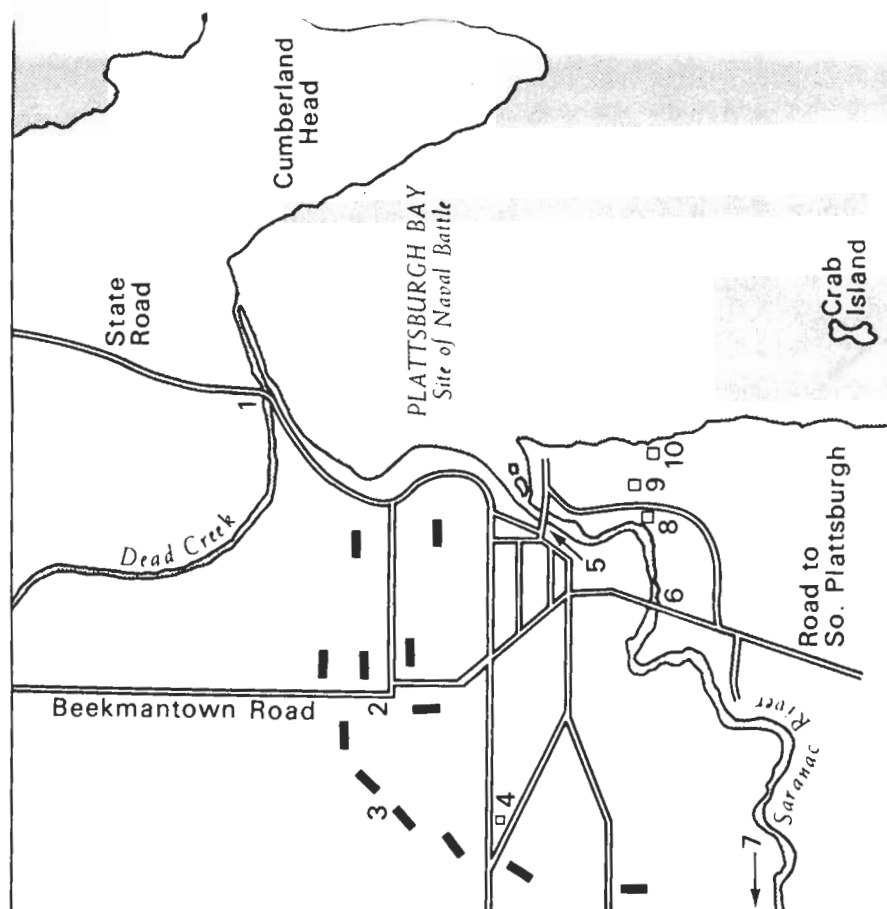 Cumberland
Head
State
Road
PLATTSBURGH BAY
Site of Naval Battle
Crab
Island
1
Dead Creek
Beekmantown Road
2
3
4
5
6
7
8
9
10
Road to
So. Plattsburgh
Saranac
River